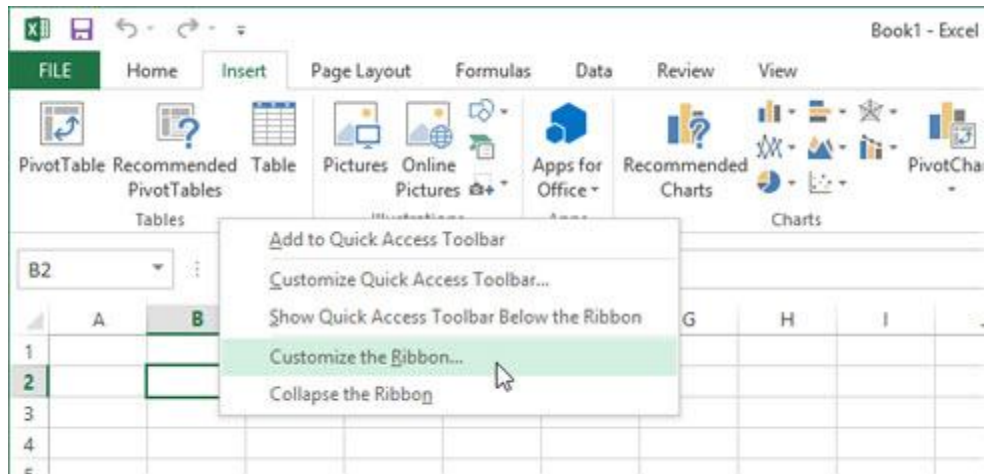 Book1 - Excel
FILE Home Insert Page Layout Formulas Data Review View
PivotTable Recommended PivotTables Table Pictures Online Pictures Apps for Office Recommended Charts PivotCha
Tables Charts
Add to Quick Access Toolbar
B2
Customize Quick Access Toolbar...
Show Quick Access Toolbar Below the Ribbon
A B G H I
1
Customize the Ribbon...
2
Collapse the Ribbon
3
4